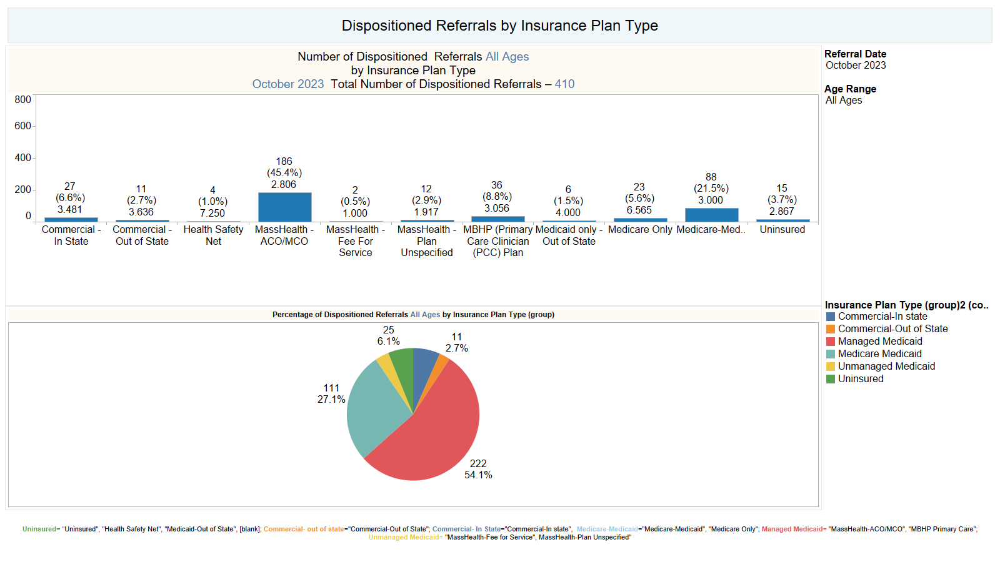 Dispositioned Referrals by Insurance Plan Type
Number of Dispositioned  Referrals All Ages
by Insurance Plan Type
October 2023  Total Number of Dispositioned Referrals – 410
Referral Date
October 2023
Age Range
All Ages
800
600
400
200
0
27
(6.6%)
3.481
11
(2.7%)
3.636
4
(1.0%)
7.250
186
(45.4%)
2.806
2
(0.5%)
1.000
12
(2.9%)
1.917
36
(8.8%)
3.056
6
(1.5%)
4.000
23
(5.6%)
6.565
88
(21.5%)
3.000
15
(3.7%)
2.867
Commercial -
In State
Commercial -
Out of State
Health Safety
Net
MassHealth -
ACO/MCO
MassHealth -
Fee For
Service
MassHealth -
Plan
Unspecified
MBHP (Primary
Care Clinician
(PCC) Plan
Medicaid only -
Out of State
Medicare Only
Medicare-Med..
Uninsured
Percentage of Dispositioned Referrals All Ages by Insurance Plan Type (group)
25
6.1%
11
2.7%
111
27.1%
222
54.1%
Insurance Plan Type (group)2 (co..
Commercial-In state
Commercial-Out of State
Managed Medicaid
Medicare Medicaid
Unmanaged Medicaid
Uninsured
Uninsured= "Uninsured", "Health Safety Net", "Medicaid-Out of State", [blank]; Commercial- out of state="Commercial-Out of State"; Commercial- In State="Commercial-In state",  Medicare-Medicaid="Medicare-Medicaid", "Medicare Only"; Managed Medicaid= "MassHealth-ACO/MCO", "MBHP Primary Care";
Unmanaged Medicaid= "MassHealth-Fee for Service", MassHealth-Plan Unspecified"